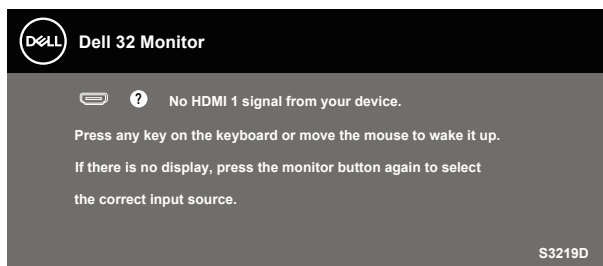 DELL Dell 32 Monitor
? No HDMI 1 signal from your device.
Press any key on the keyboard or move the mouse to wake it up.
If there is no display, press the monitor button again to select
the correct input source.
S3219D